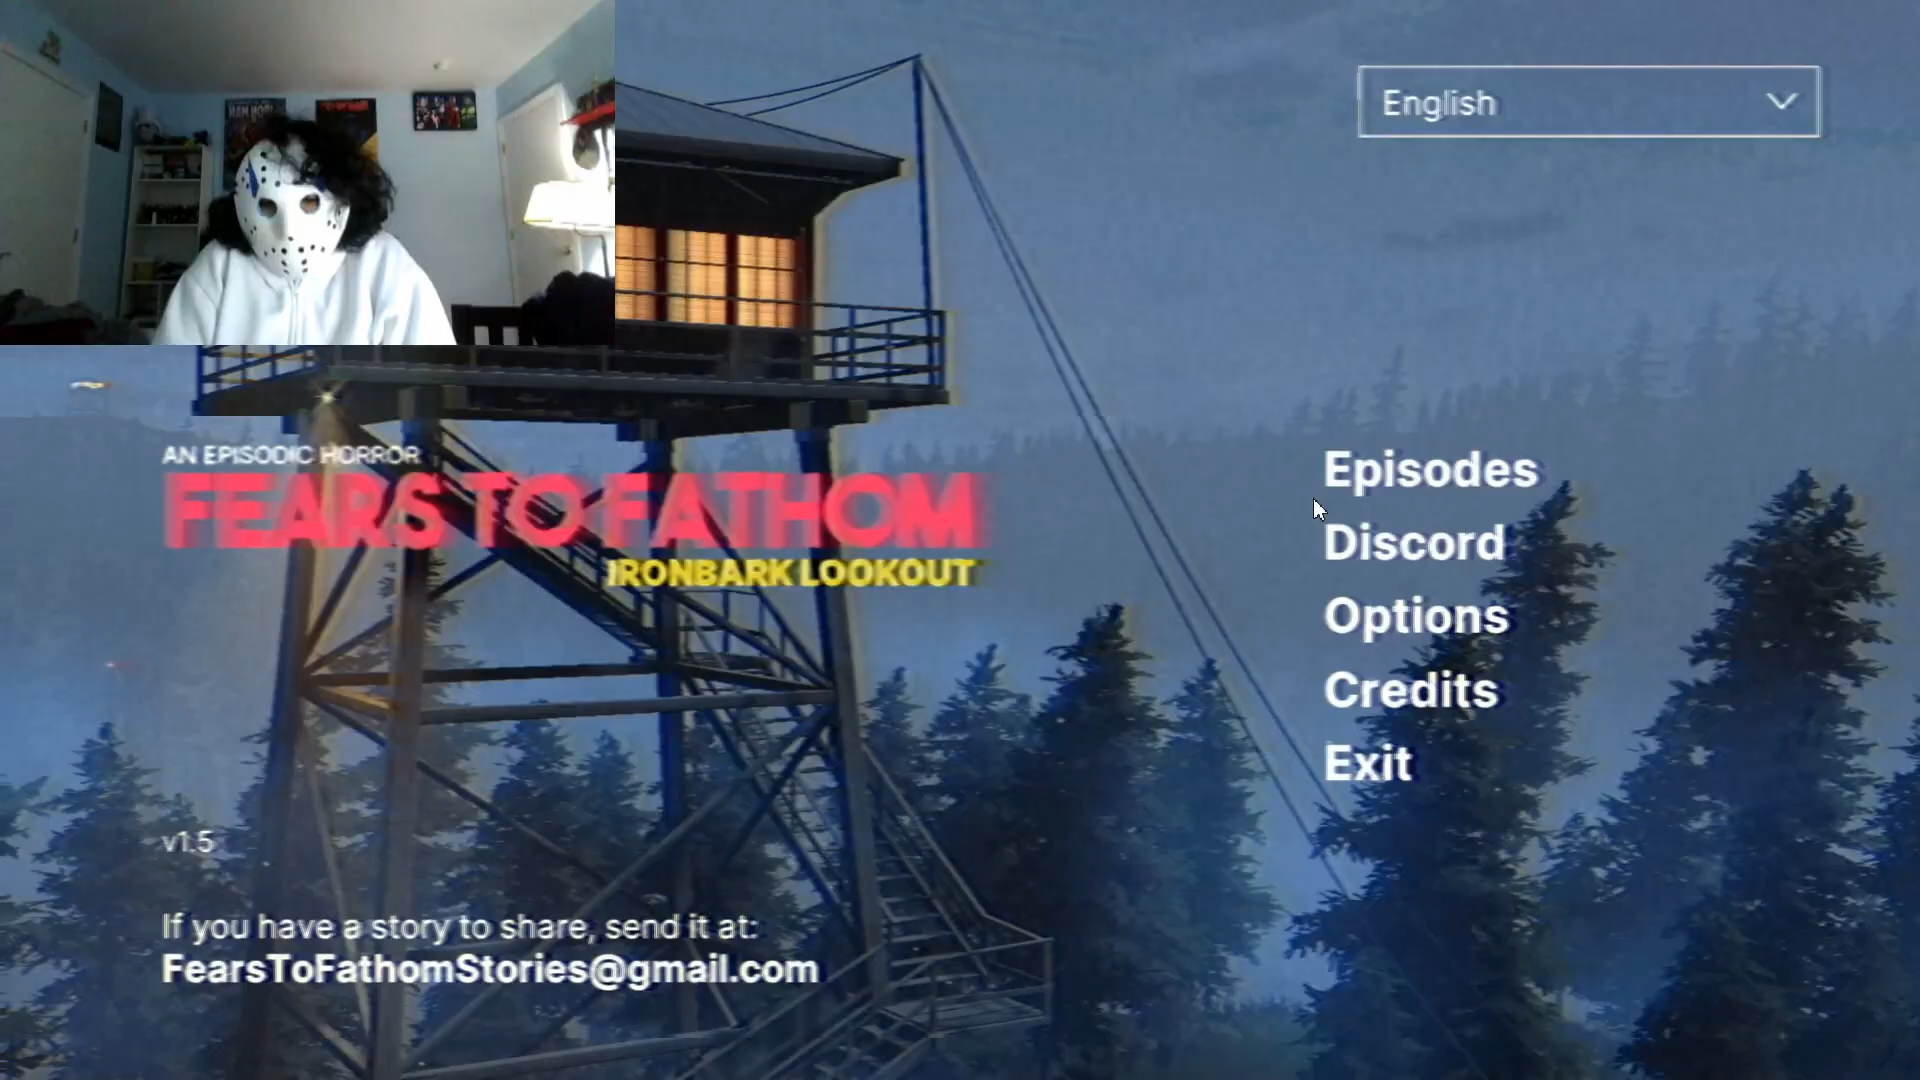 English
AN EPISODIC HORROR
FEARS TO FATHOM
IRONBARK LOOKOUT
Episodes
Discord
Options
Credits
Exit
v1.5
If you have a story to share, send it at:
FearsToFathomStories@gmail.com